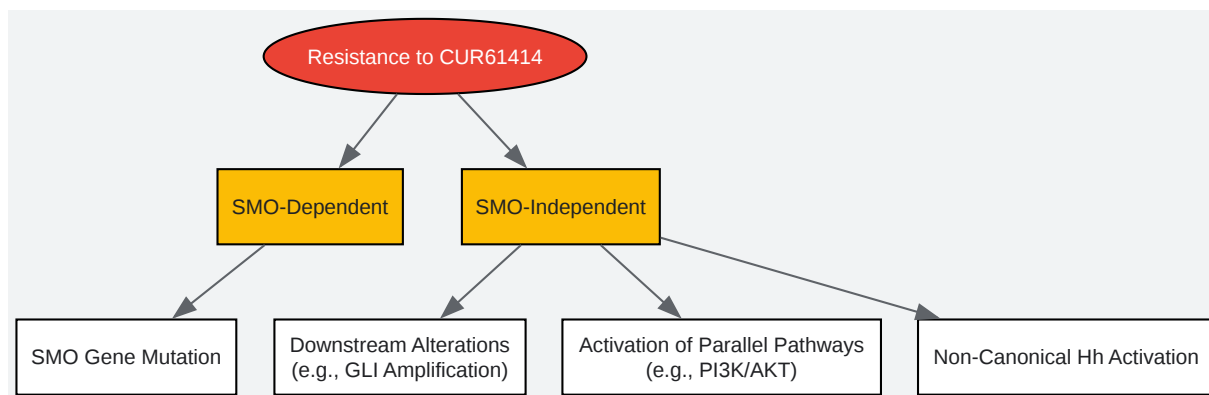 Resistance to CUR61414
SMO-Dependent
SMO-Independent
SMO Gene Mutation
Downstream Alterations
(e.g., GLI Amplification)
Activation of Parallel Pathways
(e.g., PI3K/AKT)
Non-Canonical Hh Activation